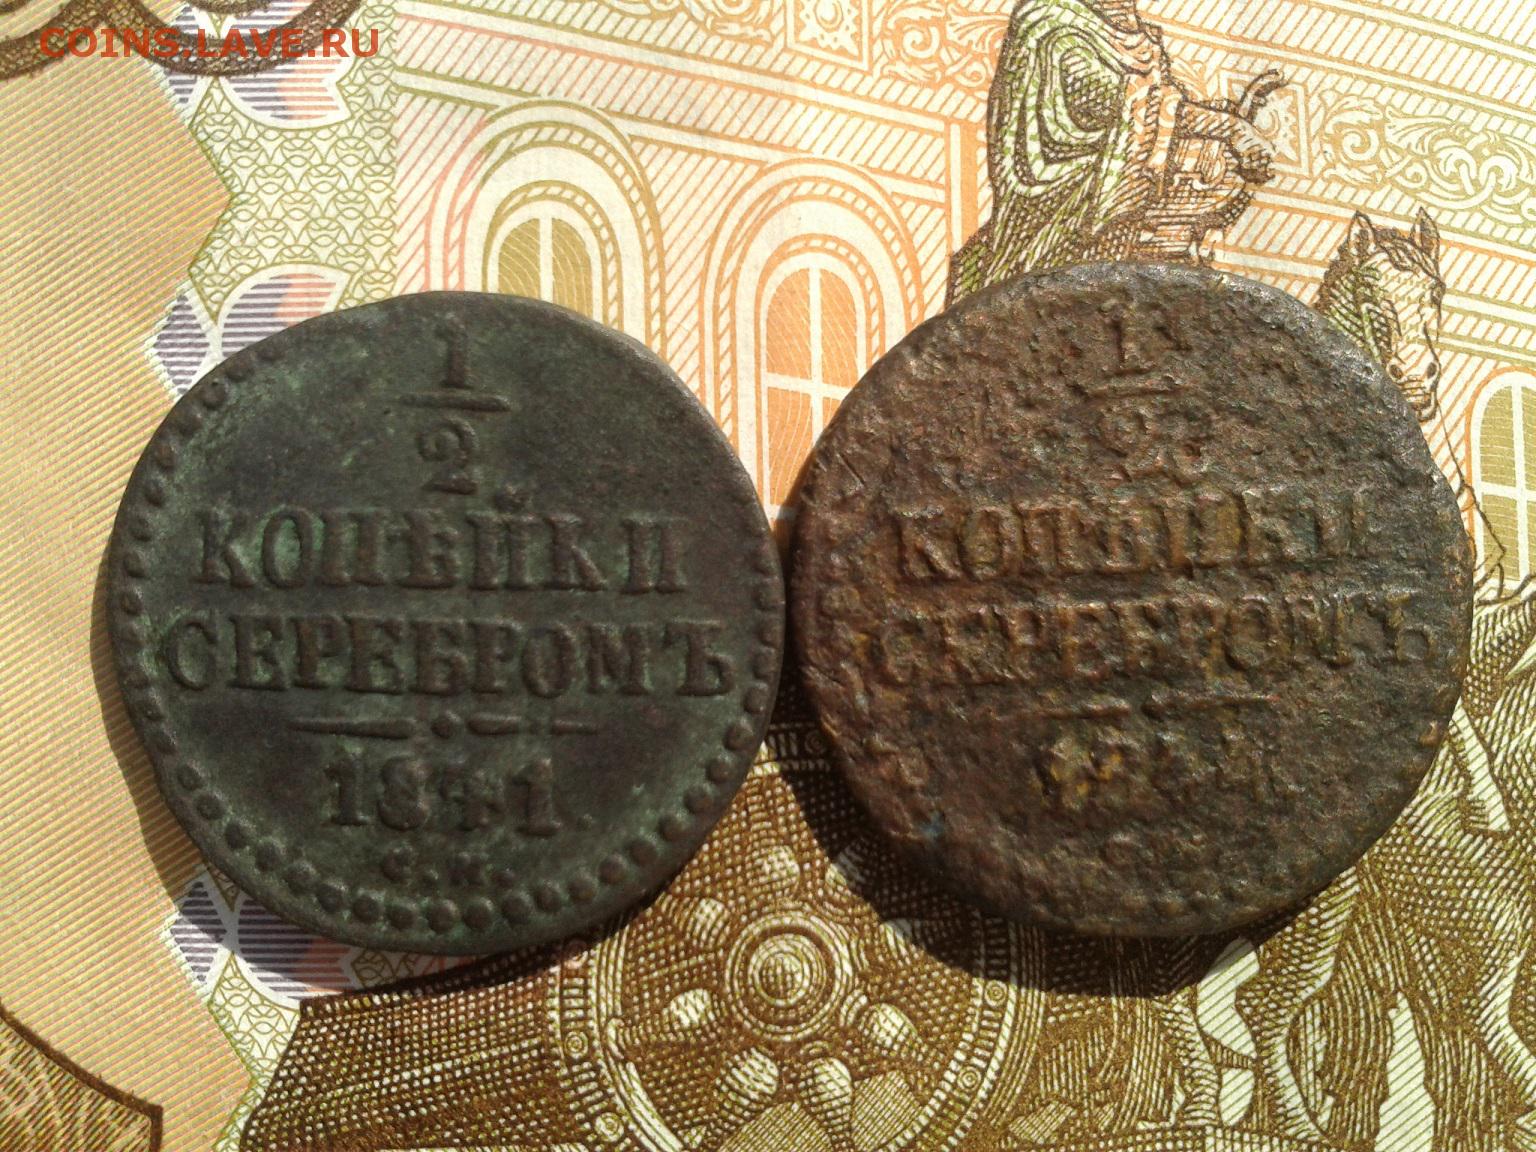 COINS.LAVE.RU
1
2
КОПѢЙКИ
СЕРЕБРОМЪ
1841.
С.М.
1
2
КОПѢЙКИ
СЕРЕБРОМЪ